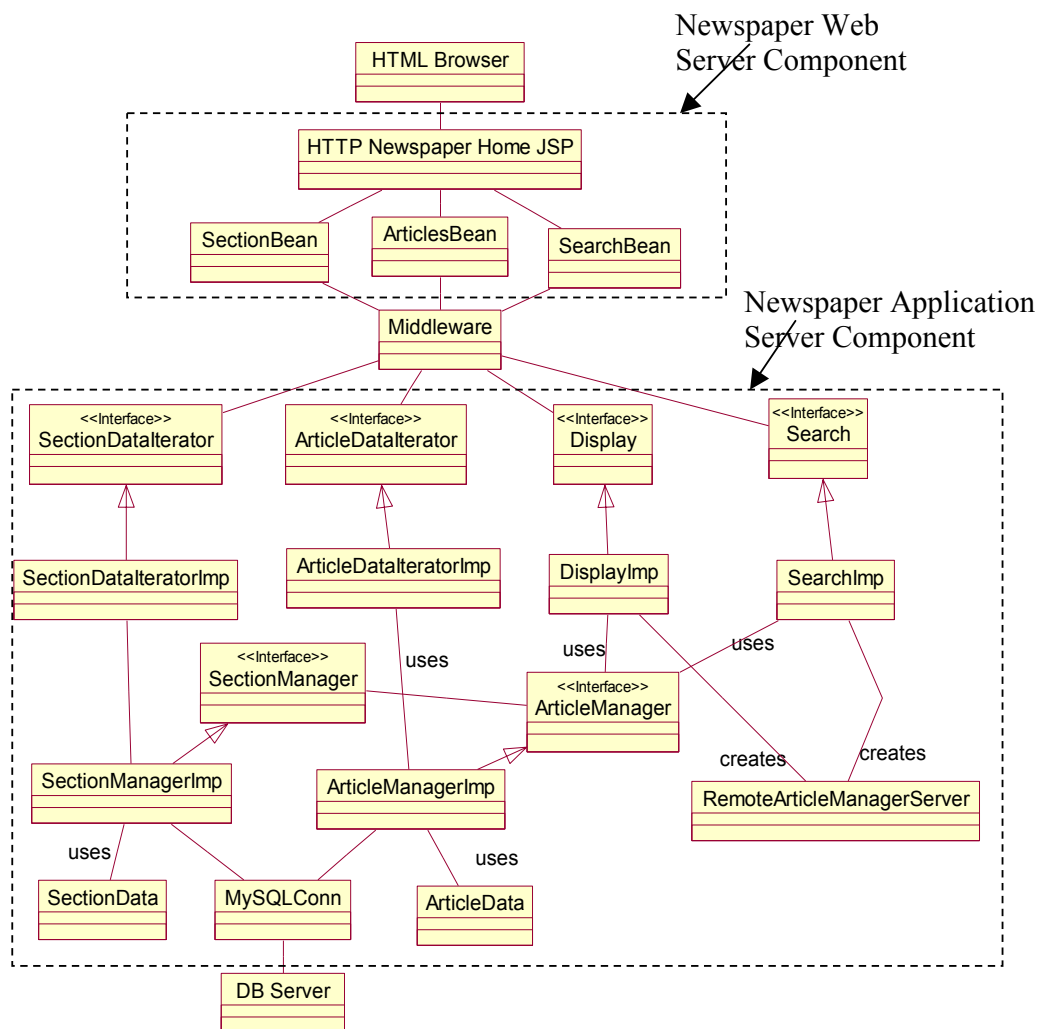 Newspaper Web
Server Component
HTML Browser
HTTP Newspaper Home JSP
SectionBean
ArticlesBean
SearchBean
Newspaper Application
Server Component
Middleware
<<Interface>>
SectionDataIterator
<<Interface>>
ArticleDataIterator
<<Interface>>
Display
<<Interface>>
Search
SectionDataIteratorImp
ArticleDataIteratorImp
DisplayImp
SearchImp
uses
uses
uses
<<Interface>>
SectionManager
<<Interface>>
ArticleManager
creates
creates
SectionManagerImp
ArticleManagerImp
RemoteArticleManagerServer
uses
uses
SectionData
MySQLConn
ArticleData
DB Server